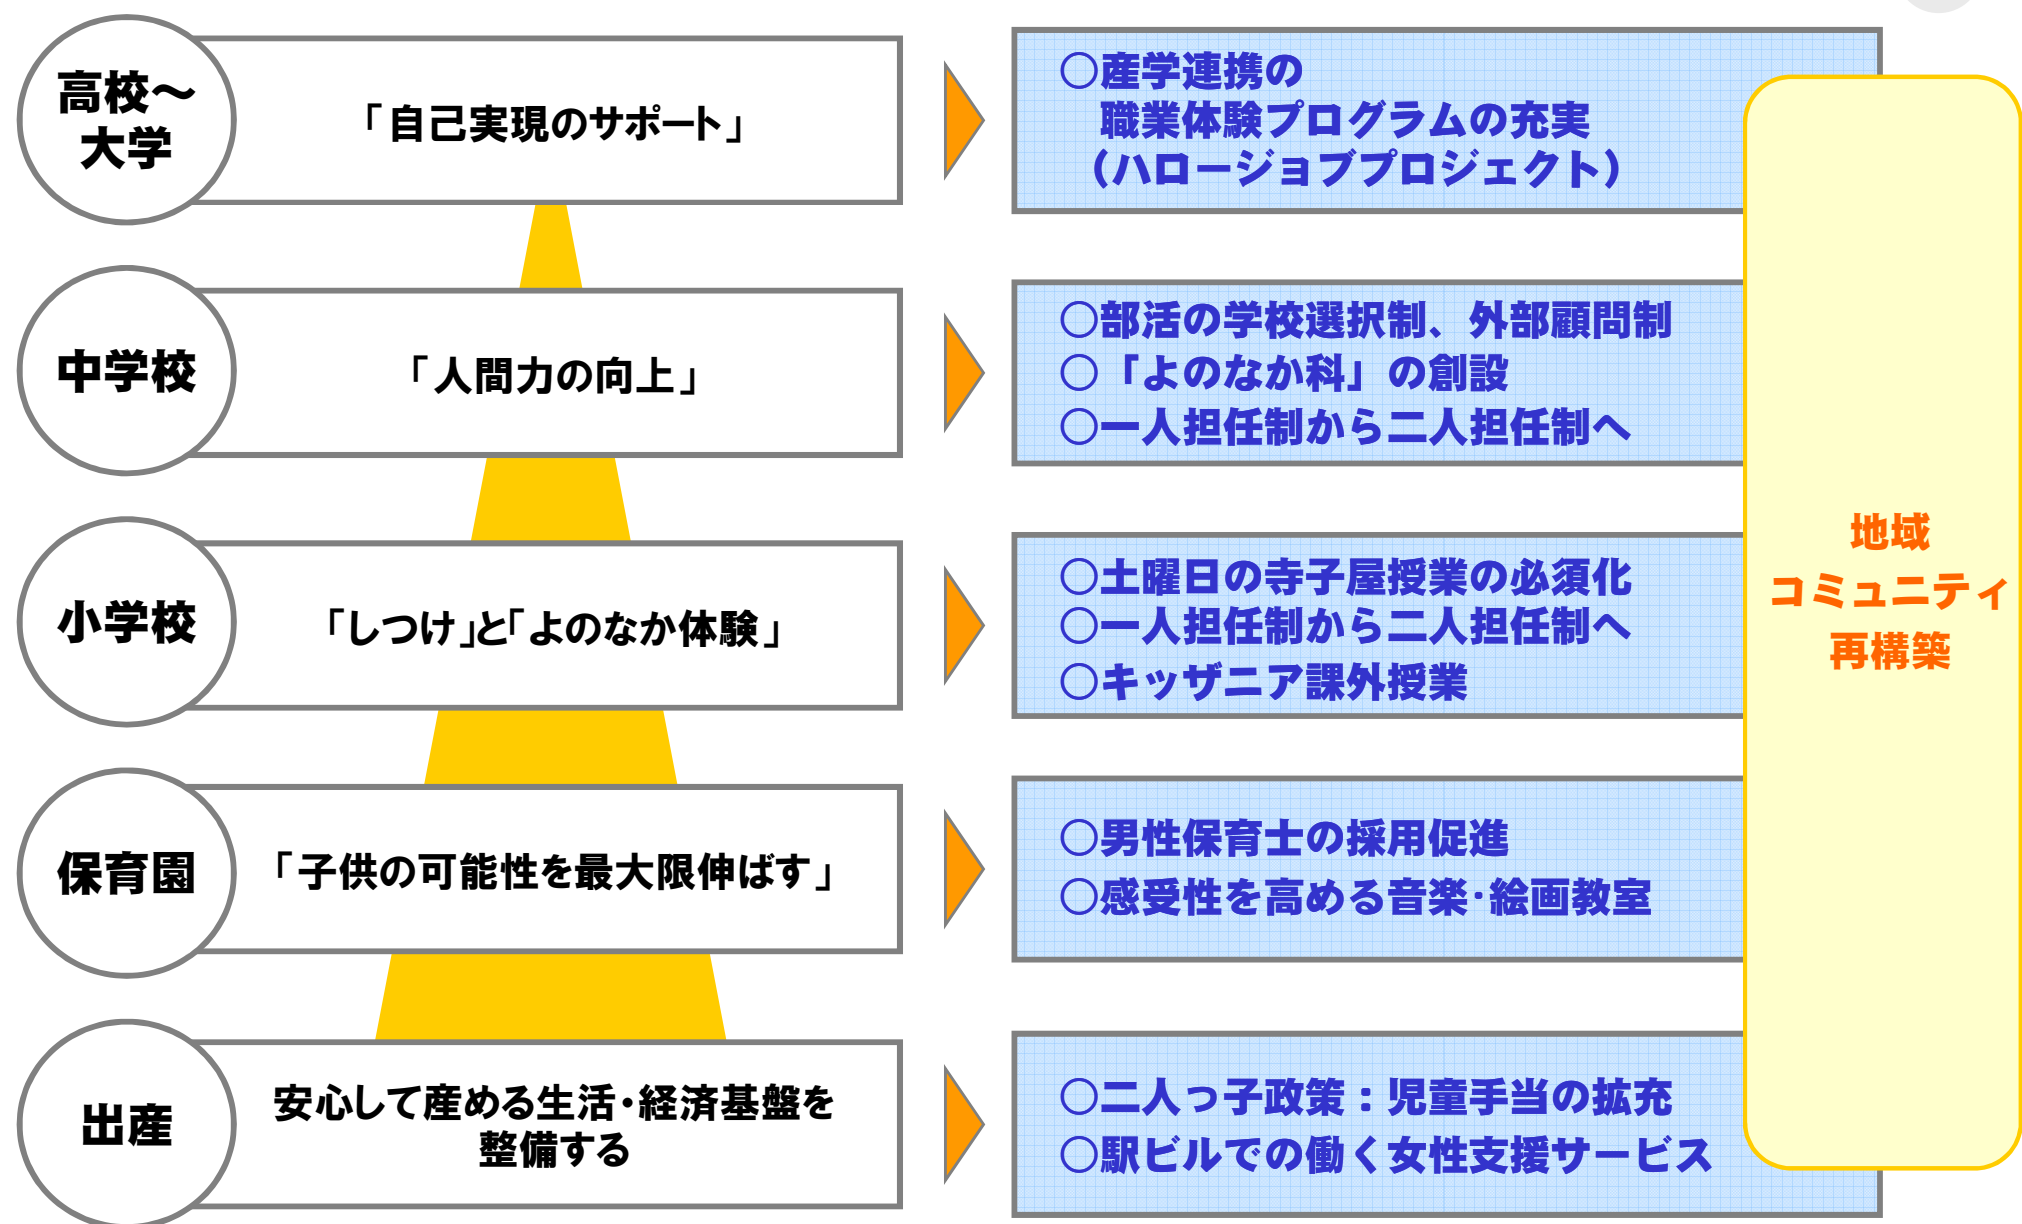 高校～
大学
「自己実現のサポート」
○産学連携の
職業体験プログラムの充実
（ハロージョブプロジェクト）
中学校
「人間力の向上」
○部活の学校選択制、外部顧問制
○「よのなか科」の創設
○一人担任制から二人担任制へ
小学校
「しつけ」と「よのなか体験」
○土曜日の寺子屋授業の必須化
○一人担任制から二人担任制へ
○キッザニア課外授業
保育園
「子供の可能性を最大限伸ばす」
○男性保育士の採用促進
○感受性を高める音楽・絵画教室
出産
安心して産める生活・経済基盤を
整備する
○二人っ子政策：児童手当の拡充
○駅ビルでの働く女性支援サービス
地域
コミュニティ
再構築